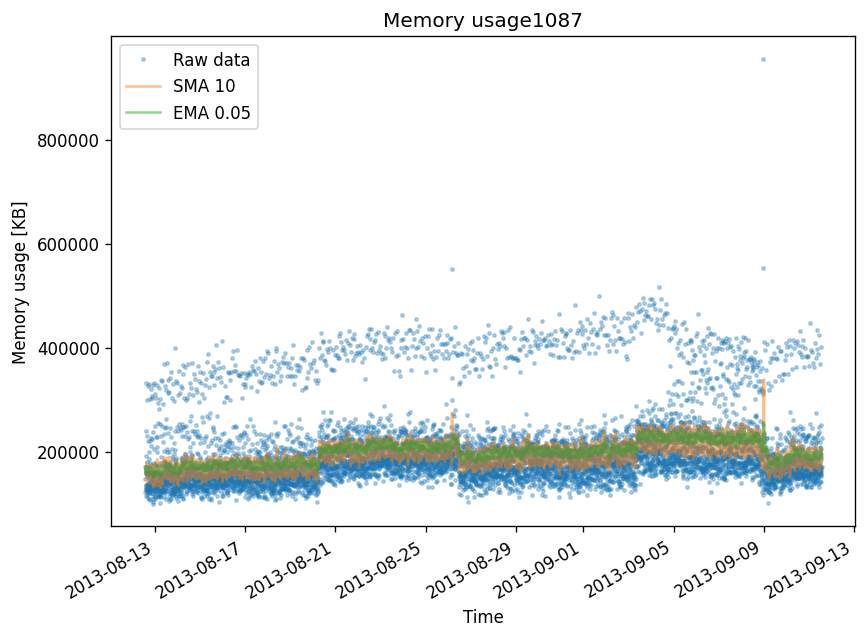 Memory usage1087
Raw data
SMA 10
EMA 0.05
800000
600000
400000
200000
Memory usage [KB]
2013-08-13
2013-08-17
2013-08-21
2013-08-25
2013-08-29
2013-09-01
2013-09-05
2013-09-09
2013-09-13
Time